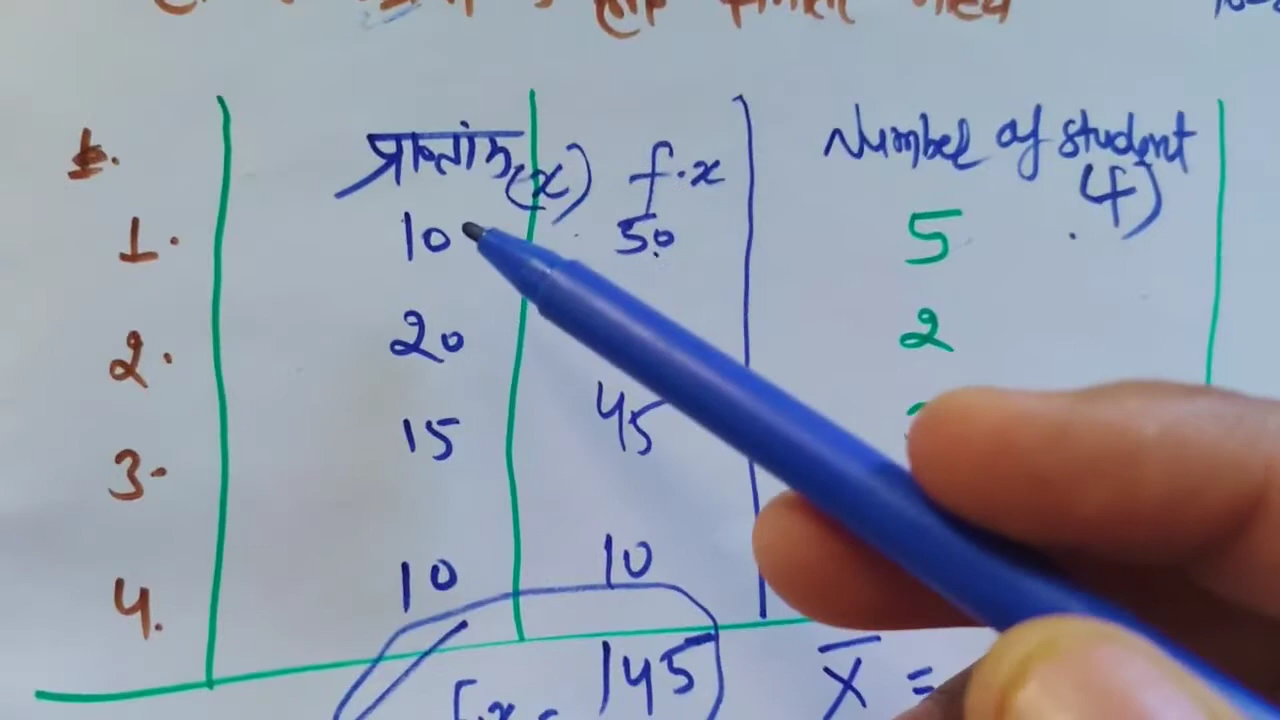 प्राप्तांक (x) f.x Number of student (f)
1. 10 50 5
2. 20 2
3. 15 45
4. 10 10
f.x = 145 X̄ =